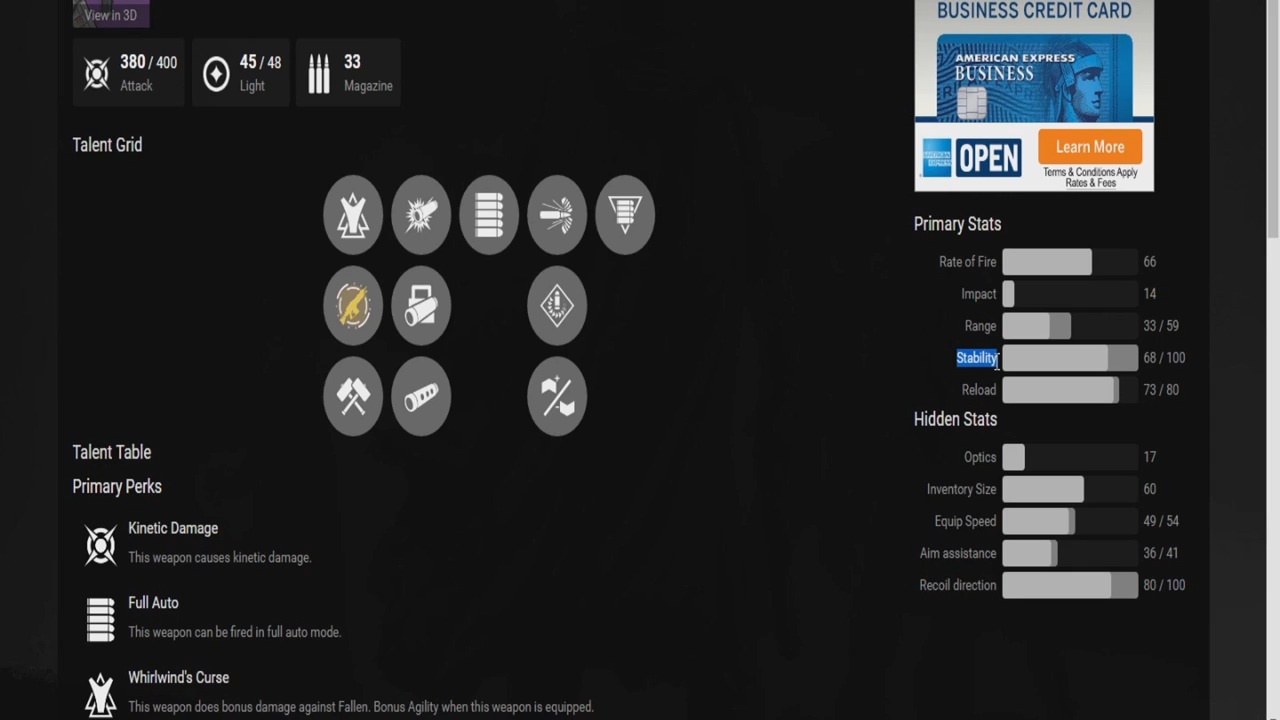 View in 3D
380 / 400
Attack
45 / 48
Light
33
Magazine
Talent Grid
Talent Table
Primary Perks
Kinetic Damage
This weapon causes kinetic damage.
Full Auto
This weapon can be fired in full auto mode.
Whirlwind's Curse
This weapon does bonus damage against Fallen. Bonus Agility when this weapon is equipped.
BUSINESS CREDIT CARD
AMERICAN EXPRESS
BUSINESS
OPEN
Learn More
Terms & Conditions Apply
Rates & Fees
Primary Stats
Rate of Fire 66
Impact 14
Range 33 / 59
Stability 68 / 100
Reload 73 / 80
Hidden Stats
Optics 17
Inventory Size 60
Equip Speed 49 / 54
Aim assistance 36 / 41
Recoil direction 80 / 100